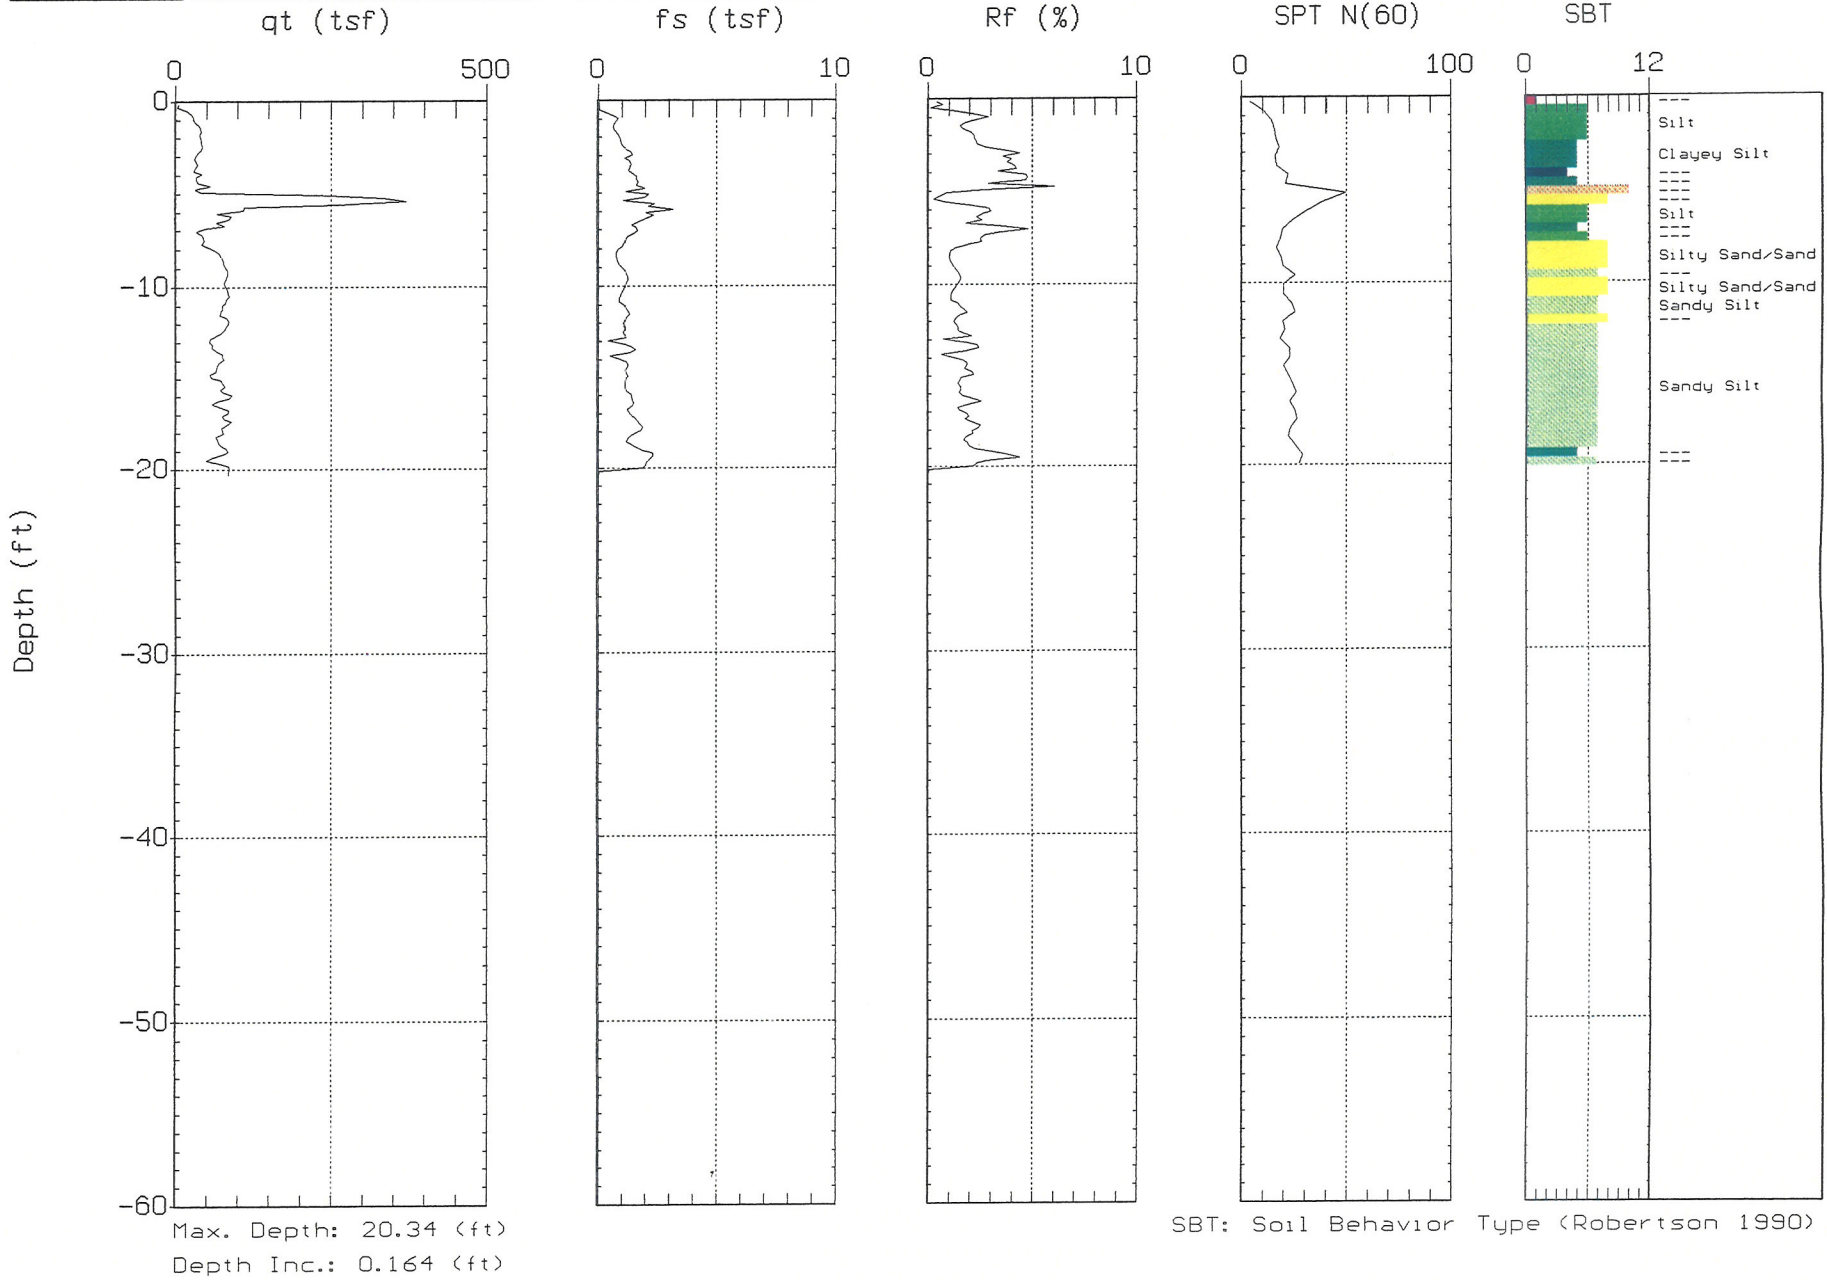 qt (tsf)
fs (tsf)
Rf (%)
SPT N(60)
SBT
0 500
0 10
0 10
0 100
0 12
0
-10
-20
-30
-40
-50
-60
Depth (ft)
---
Silt
Clayey Silt
---
---
---
---
Silt
---
---
Silty Sand/Sand
---
Silty Sand/Sand
Sandy Silt
---
Sandy Silt
---
---
Max. Depth: 20.34 (ft)
Depth Inc.: 0.164 (ft)
SBT: Soil Behavior Type (Robertson 1990)